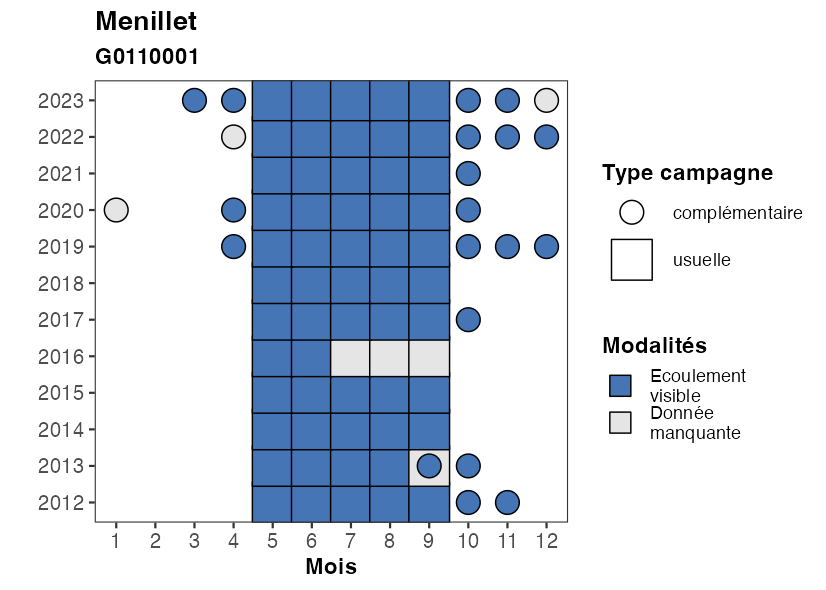 Menillet
G0110001
2023
2022
2021
2020
2019
2018
2017
2016
2015
2014
2013
2012
1 2 3 4 5 6 7 8 9 10 11 12
Mois
Type campagne
complémentaire
usuelle
Modalités
Ecoulement
visible
Donnée
manquante